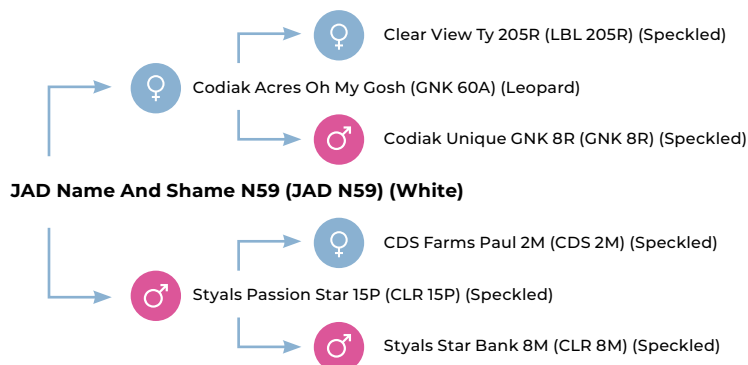 Clear View Ty 205R (LBL 205R) (Speckled)
Codiak Acres Oh My Gosh (GNK 60A) (Leopard)
Codiak Unique GNK 8R (GNK 8R) (Speckled)
JAD Name And Shame N59 (JAD N59) (White)
CDS Farms Paul 2M (CDS 2M) (Speckled)
Styals Passion Star 15P (CLR 15P) (Speckled)
Styals Star Bank 8M (CLR 8M) (Speckled)